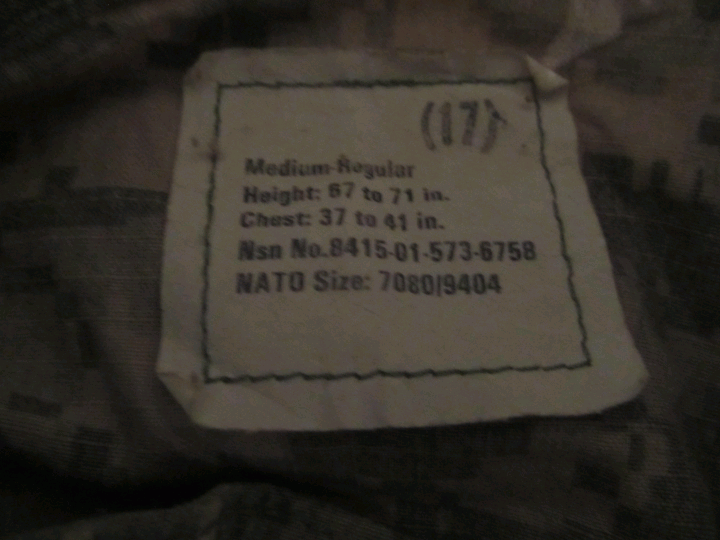 (17)
Medium-Regular
Height: 67 to 71 in.
Chest: 37 to 41 in.
Nsn No.8415-01-573-6758
NATO Size: 7080/9404